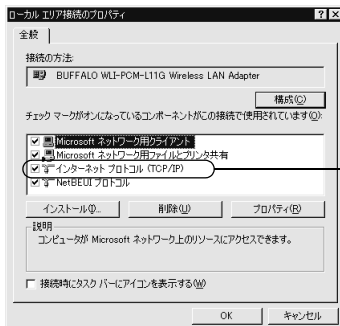 ローカル エリア接続のプロパティ
全般
接続の方法:
BUFFALO WLI-PCM-L11G Wireless LAN Adapter
構成(C)
チェック マークがオンになっているコンポーネントがこの接続で使用されています(O):
Microsoft ネットワーク用クライアント
Microsoft ネットワーク用ファイルとプリンタ共有
インターネット プロトコル (TCP/IP)
NetBEUI プロトコル
インストール(I)... 削除(U) プロパティ(R)
説明
コンピュータが Microsoft ネットワーク上のリソースにアクセスできます。
接続時にタスク バーにアイコンを表示する(W)
OK キャンセル